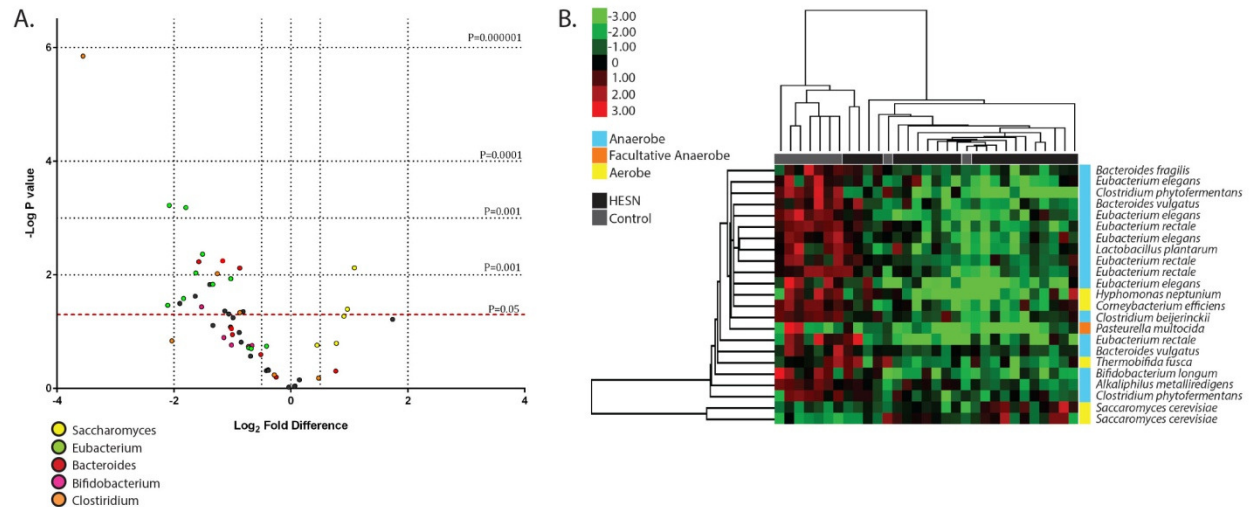 A.
6
4
3
2
1
0
-Log P value
P=0.000001
P=0.0001
P=0.001
P=0.001
P=0.05
-4
-2
0
2
4
Log2 Fold Difference
Saccharomyces
Eubacterium
Bacteroides
Bifidobacterium
Clostiridium
B.
-3.00
-2.00
-1.00
0
1.00
2.00
3.00
Anaerobe
Facultative Anaerobe
Aerobe
HESN
Control
Bacteroides fragilis
Eubacterium elegans
Clostridium phytofermentans
Bacteroides vulgatus
Eubacterium elegans
Eubacterium rectale
Eubacterium elegans
Lactobacillus plantarum
Eubacterium rectale
Eubacterium rectale
Eubacterium elegans
Hyphomonas neptunium
Corneybacterium efficiens
Clostridium beijerinckii
Pasteurella multocida
Eubacterium rectale
Bacteroides vulgatus
Thermobifida fusca
Bifidobacterium longum
Alkaliphilus metalliredigens
Clostridium phytofermentans
Saccaromyces cerevisiae
Saccaromyces cerevisiae